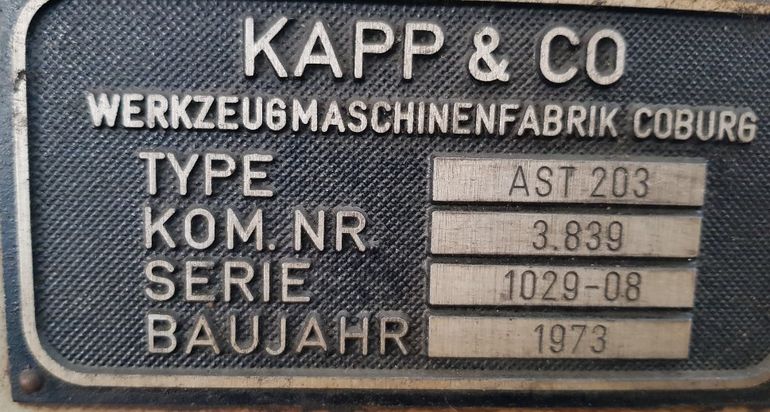 KAPP & CO
WERKZEUGMASCHINENFABRIK COBURG
TYPE AST 203
KOM. NR. 3.839
SERIE 1029-08
BAUJAHR 1973